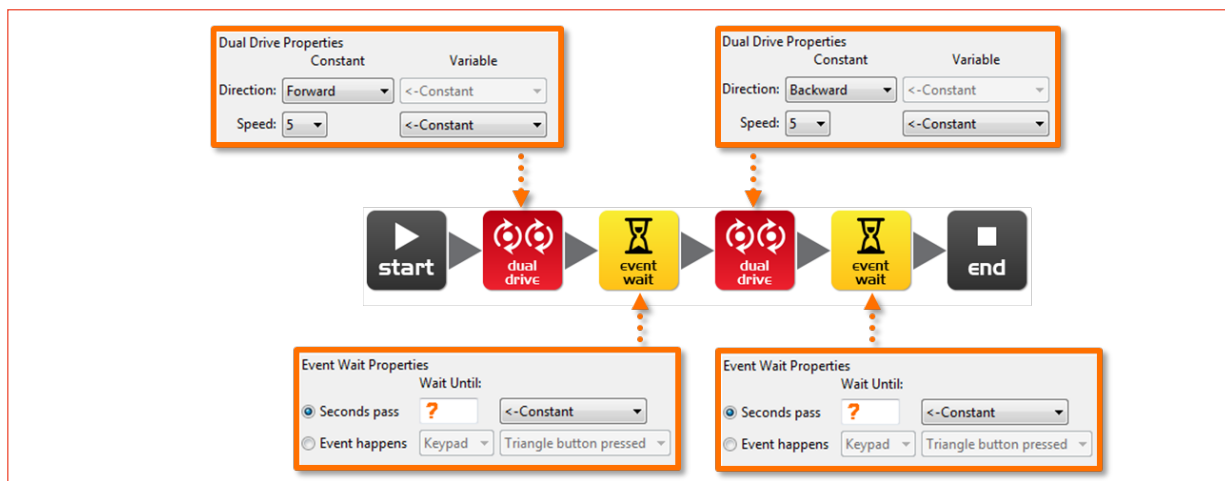 Dual Drive Properties
Constant Variable
Direction: Forward <-Constant
Speed: 5 <-Constant
Dual Drive Properties
Constant Variable
Direction: Backward <-Constant
Speed: 5 <-Constant
start
dual
drive
event
wait
dual
drive
event
wait
end
Event Wait Properties
Wait Until:
Seconds pass ? <-Constant
Event happens Keypad Triangle button pressed
Event Wait Properties
Wait Until:
Seconds pass ? <-Constant
Event happens Keypad Triangle button pressed